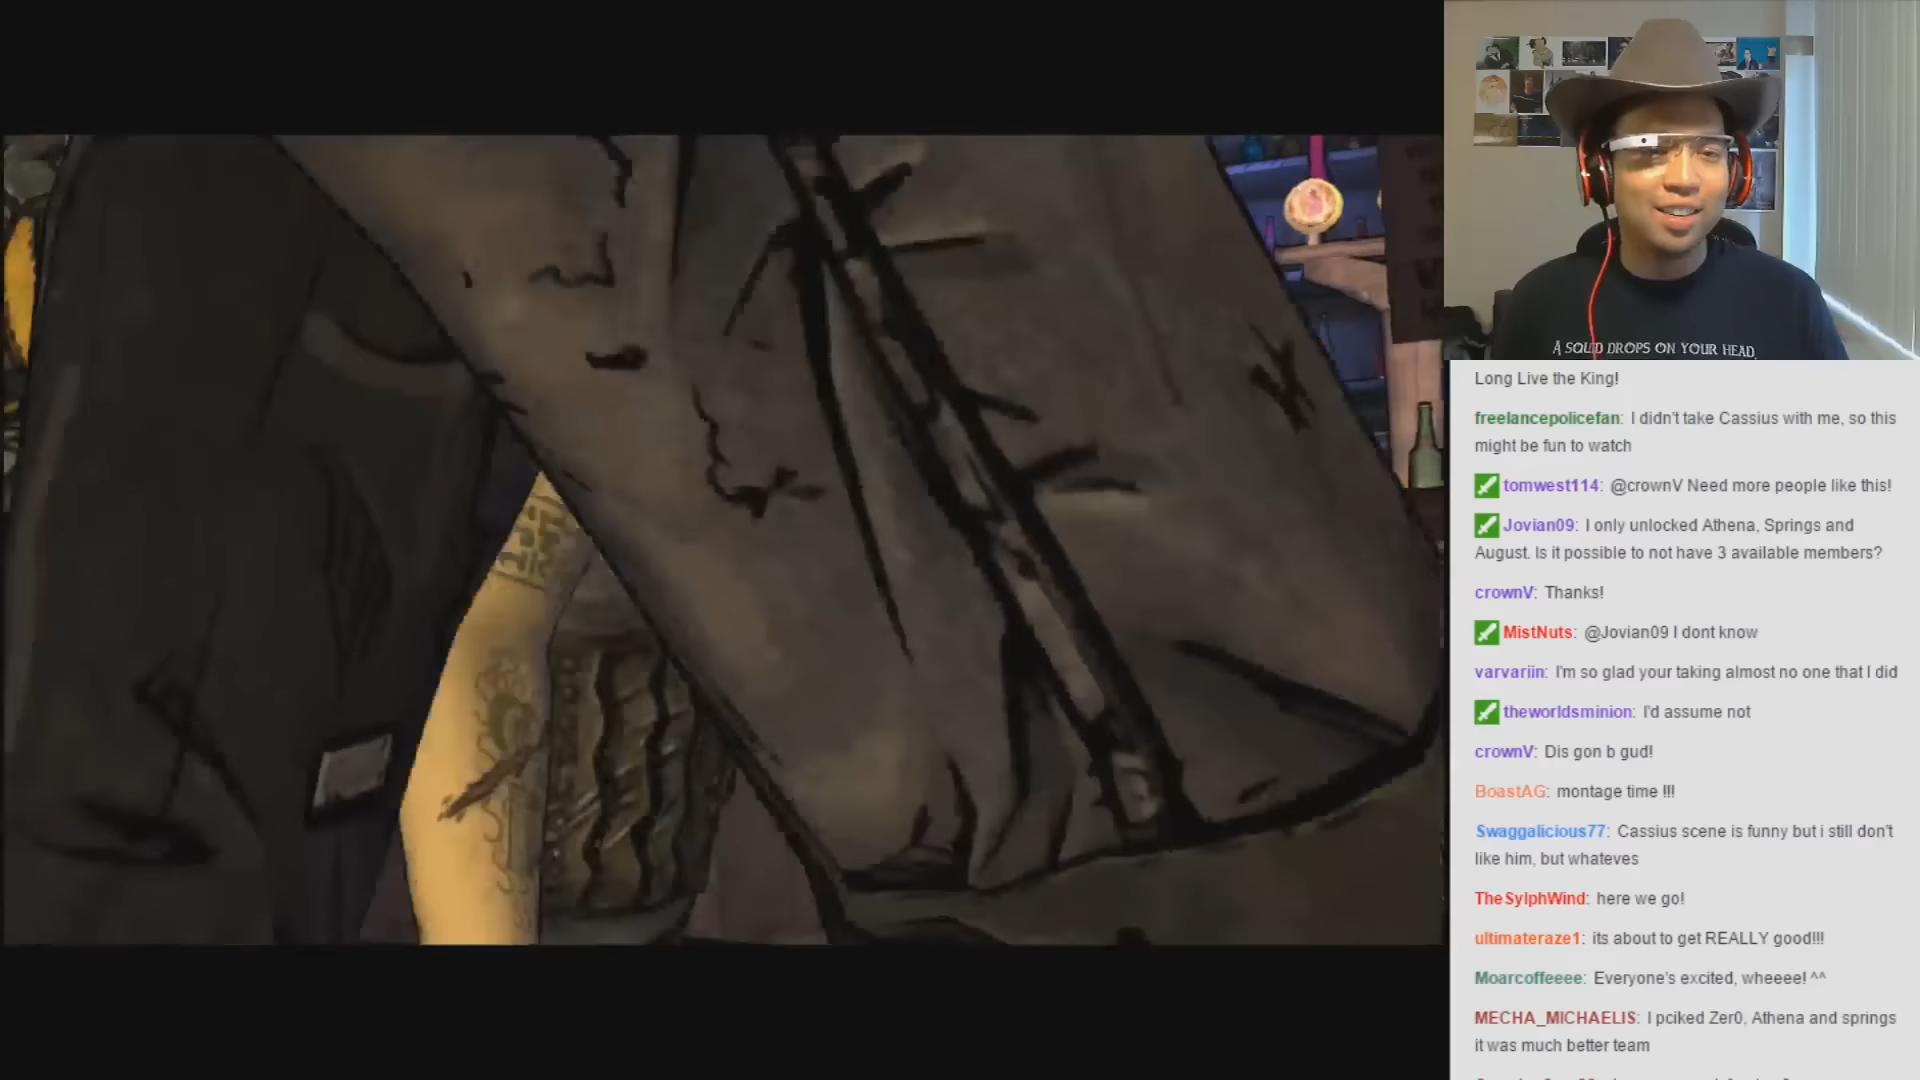 A SQUID DROPS ON YOUR HEAD.
Long Live the King!
freelancepolicefan: I didn't take Cassius with me, so this
might be fun to watch
tomwest114: @crownV Need more people like this!
Jovian09: I only unlocked Athena, Springs and
August. Is it possible to not have 3 available members?
crownV: Thanks!
MistNuts: @Jovian09 I dont know
varvariin: I'm so glad your taking almost no one that I did
theworldsminion: I'd assume not
crownV: Dis gon b gud!
BoastAG: montage time !!!
Swaggalicious77: Cassius scene is funny but i still don't
like him, but whateves
TheSylphWind: here we go!
ultimateraze1: its about to get REALLY good!!!
Moarcoffeeee: Everyone's excited, wheeee! ^^
MECHA_MICHAELIS: I pciked Zer0, Athena and springs
it was much better team